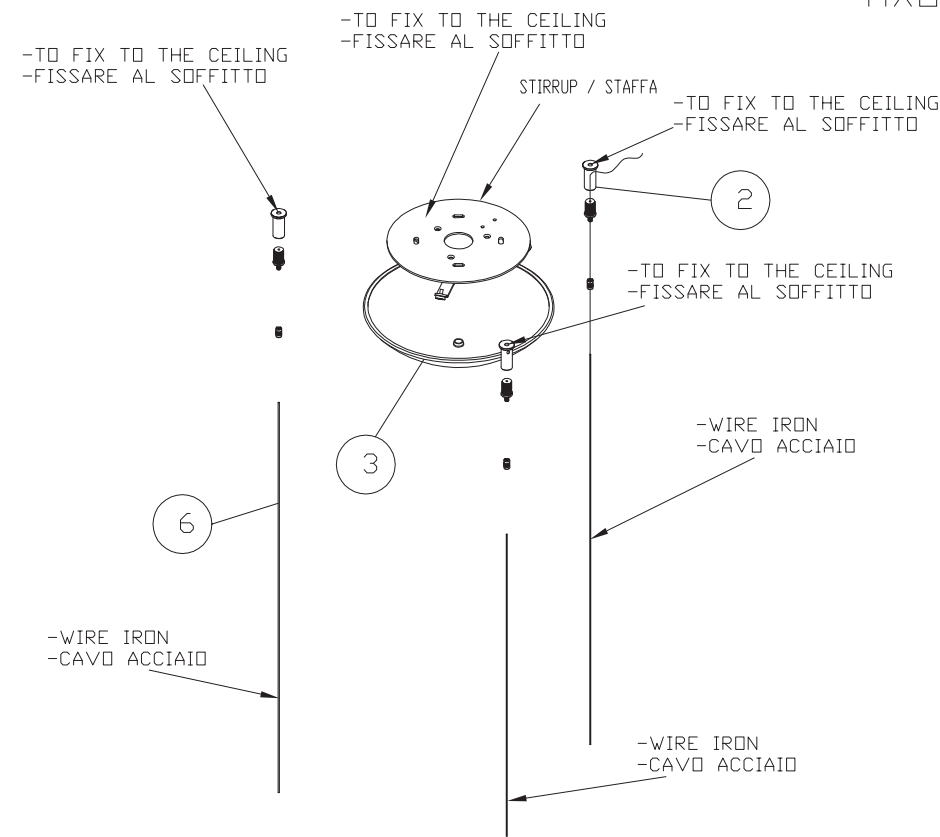 -TO FIX TO THE CEILING
-FISSARE AL SOFFITTO
-TO FIX TO THE CEILING
-FISSARE AL SOFFITTO
STIRRUP / STAFFA
-TO FIX TO THE CEILING
-FISSARE AL SOFFITTO
2
-TO FIX TO THE CEILING
-FISSARE AL SOFFITTO
-WIRE IRON
-CAVO ACCIAIO
3
6
-WIRE IRON
-CAVO ACCIAIO
-WIRE IRON
-CAVO ACCIAIO